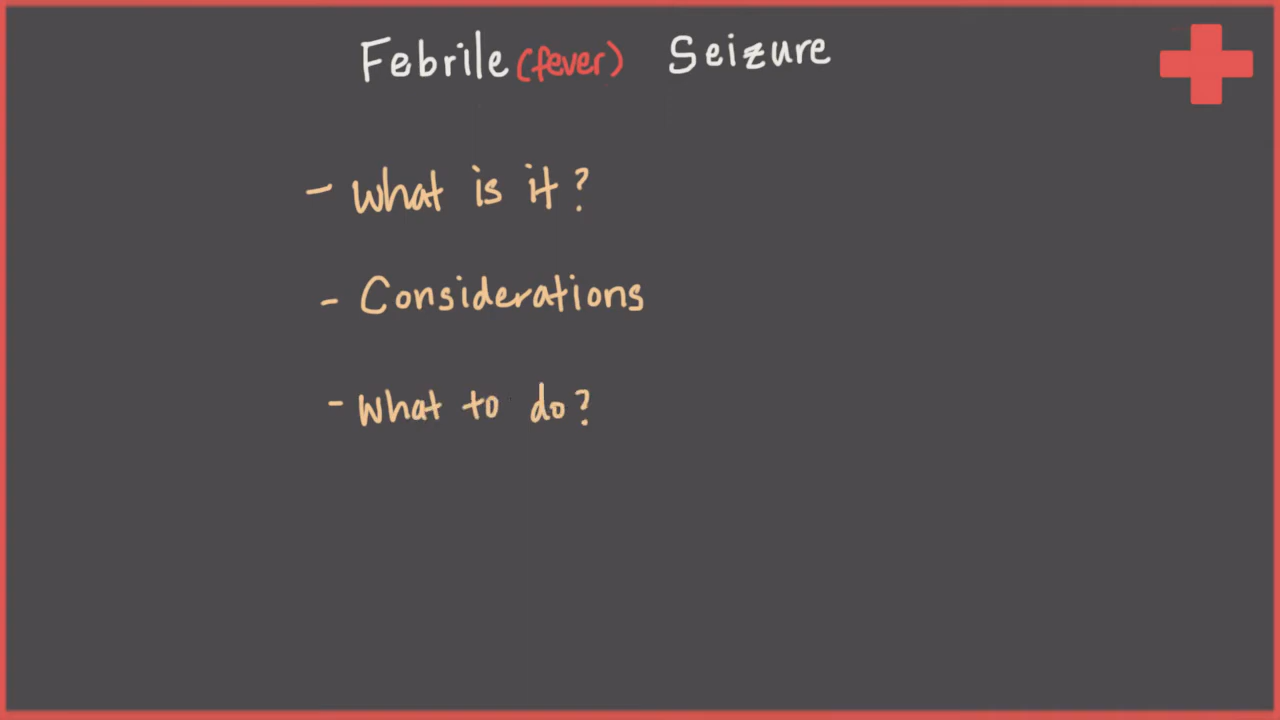 Febrile (fever) Seizure
- What is it?
- Considerations
- What to do?